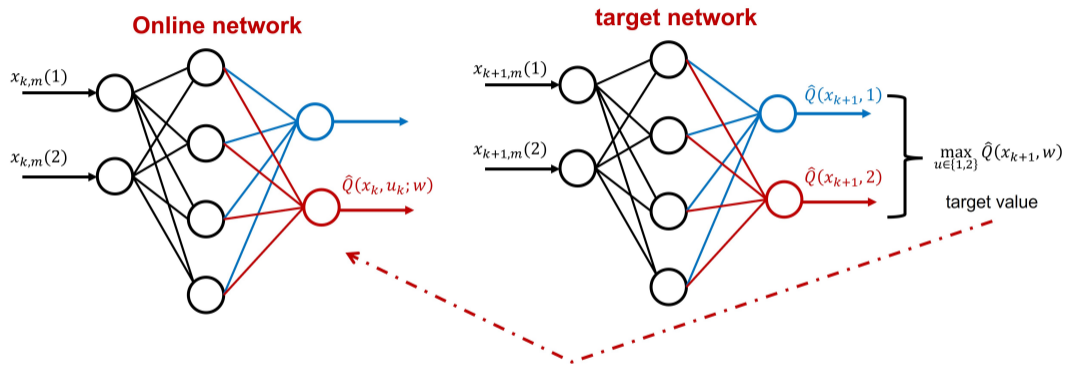 Online network
target network
x_{k,m}(1)
x_{k,m}(2)
Q̂(x_k, u_k; w)
x_{k+1,m}(1)
x_{k+1,m}(2)
Q̂(x_{k+1}, 1)
Q̂(x_{k+1}, 2)
max_{u∈{1,2}} Q̂(x_{k+1}, w)
target value